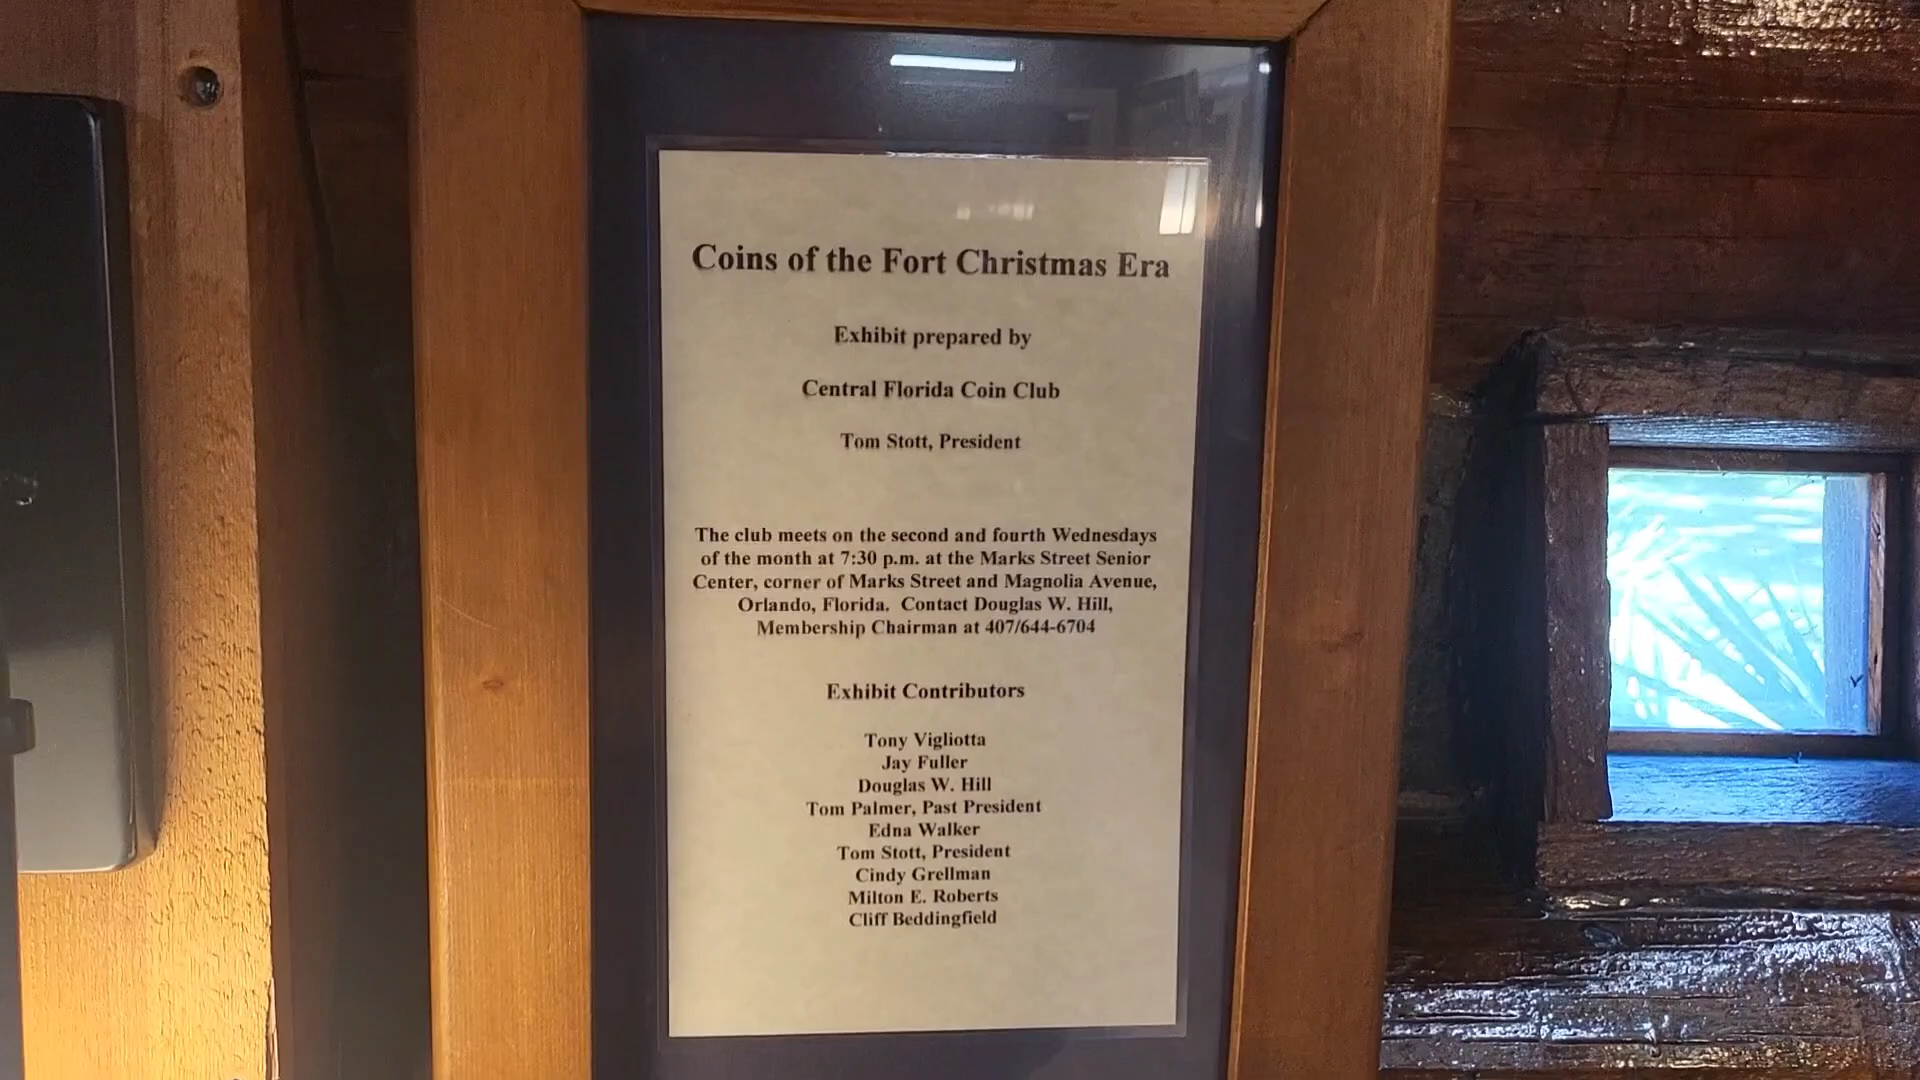 Coins of the Fort Christmas Era
Exhibit prepared by
Central Florida Coin Club
Tom Stott, President
The club meets on the second and fourth Wednesdays
of the month at 7:30 p.m. at the Marks Street Senior
Center, corner of Marks Street and Magnolia Avenue,
Orlando, Florida. Contact Douglas W. Hill,
Membership Chairman at 407/644-6704
Exhibit Contributors
Tony Vigliotta
Jay Fuller
Douglas W. Hill
Tom Palmer, Past President
Edna Walker
Tom Stott, President
Cindy Grellman
Milton E. Roberts
Cliff Beddingfield